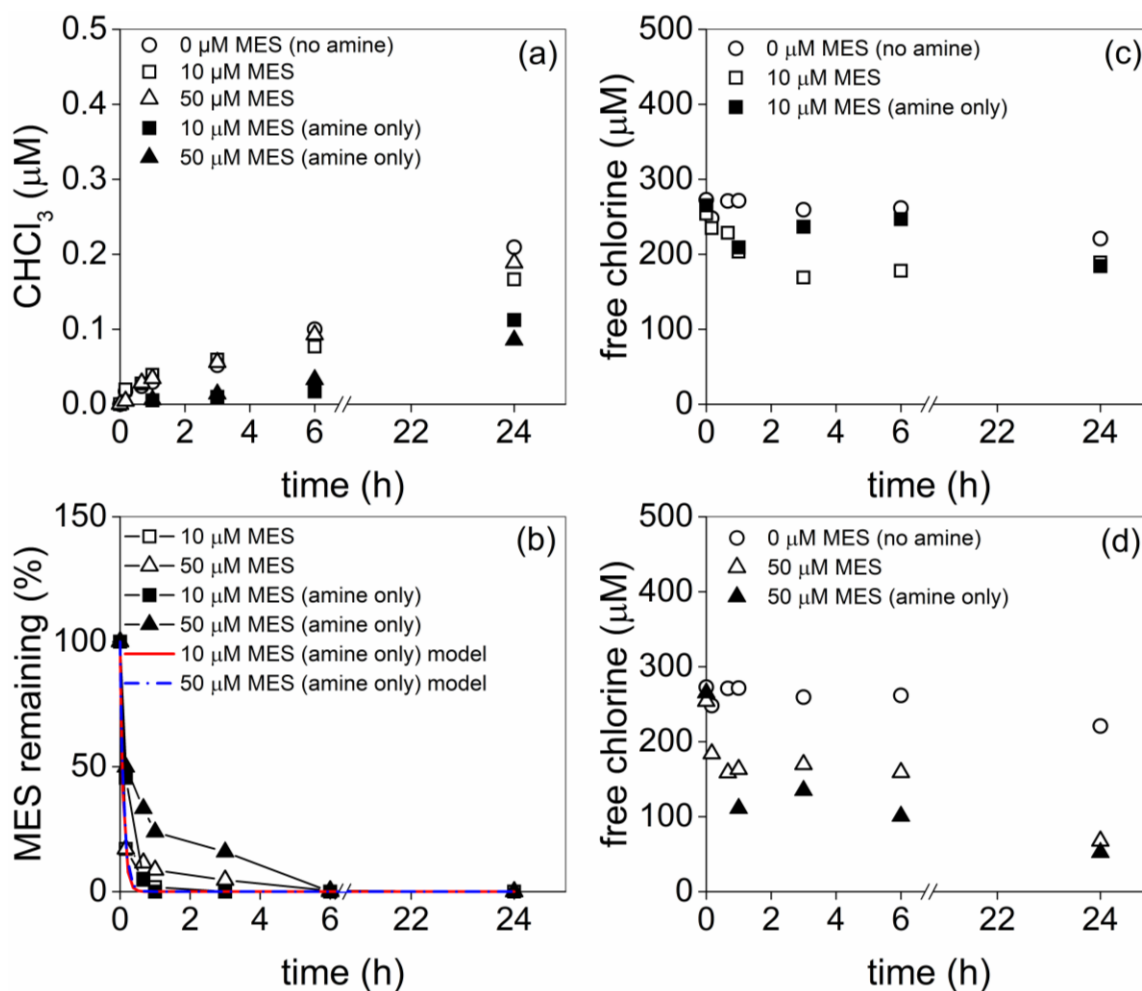 (a)
0 µM MES (no amine)
10 µM MES
50 µM MES
10 µM MES (amine only)
50 µM MES (amine only)
CHCl₃ (µM)
0.5
0.4
0.3
0.2
0.1
0.0
0 2 4 6 22 24
time (h)
(c)
0 µM MES (no amine)
10 µM MES
10 µM MES (amine only)
free chlorine (µM)
500
400
300
200
100
0
0 2 4 6 22 24
time (h)
(b)
10 µM MES
50 µM MES
10 µM MES (amine only)
50 µM MES (amine only)
10 µM MES (amine only) model
50 µM MES (amine only) model
MES remaining (%)
150
100
50
0
0 2 4 6 22 24
time (h)
(d)
0 µM MES (no amine)
50 µM MES
50 µM MES (amine only)
free chlorine (µM)
500
400
300
200
100
0
0 2 4 6 22 24
time (h)